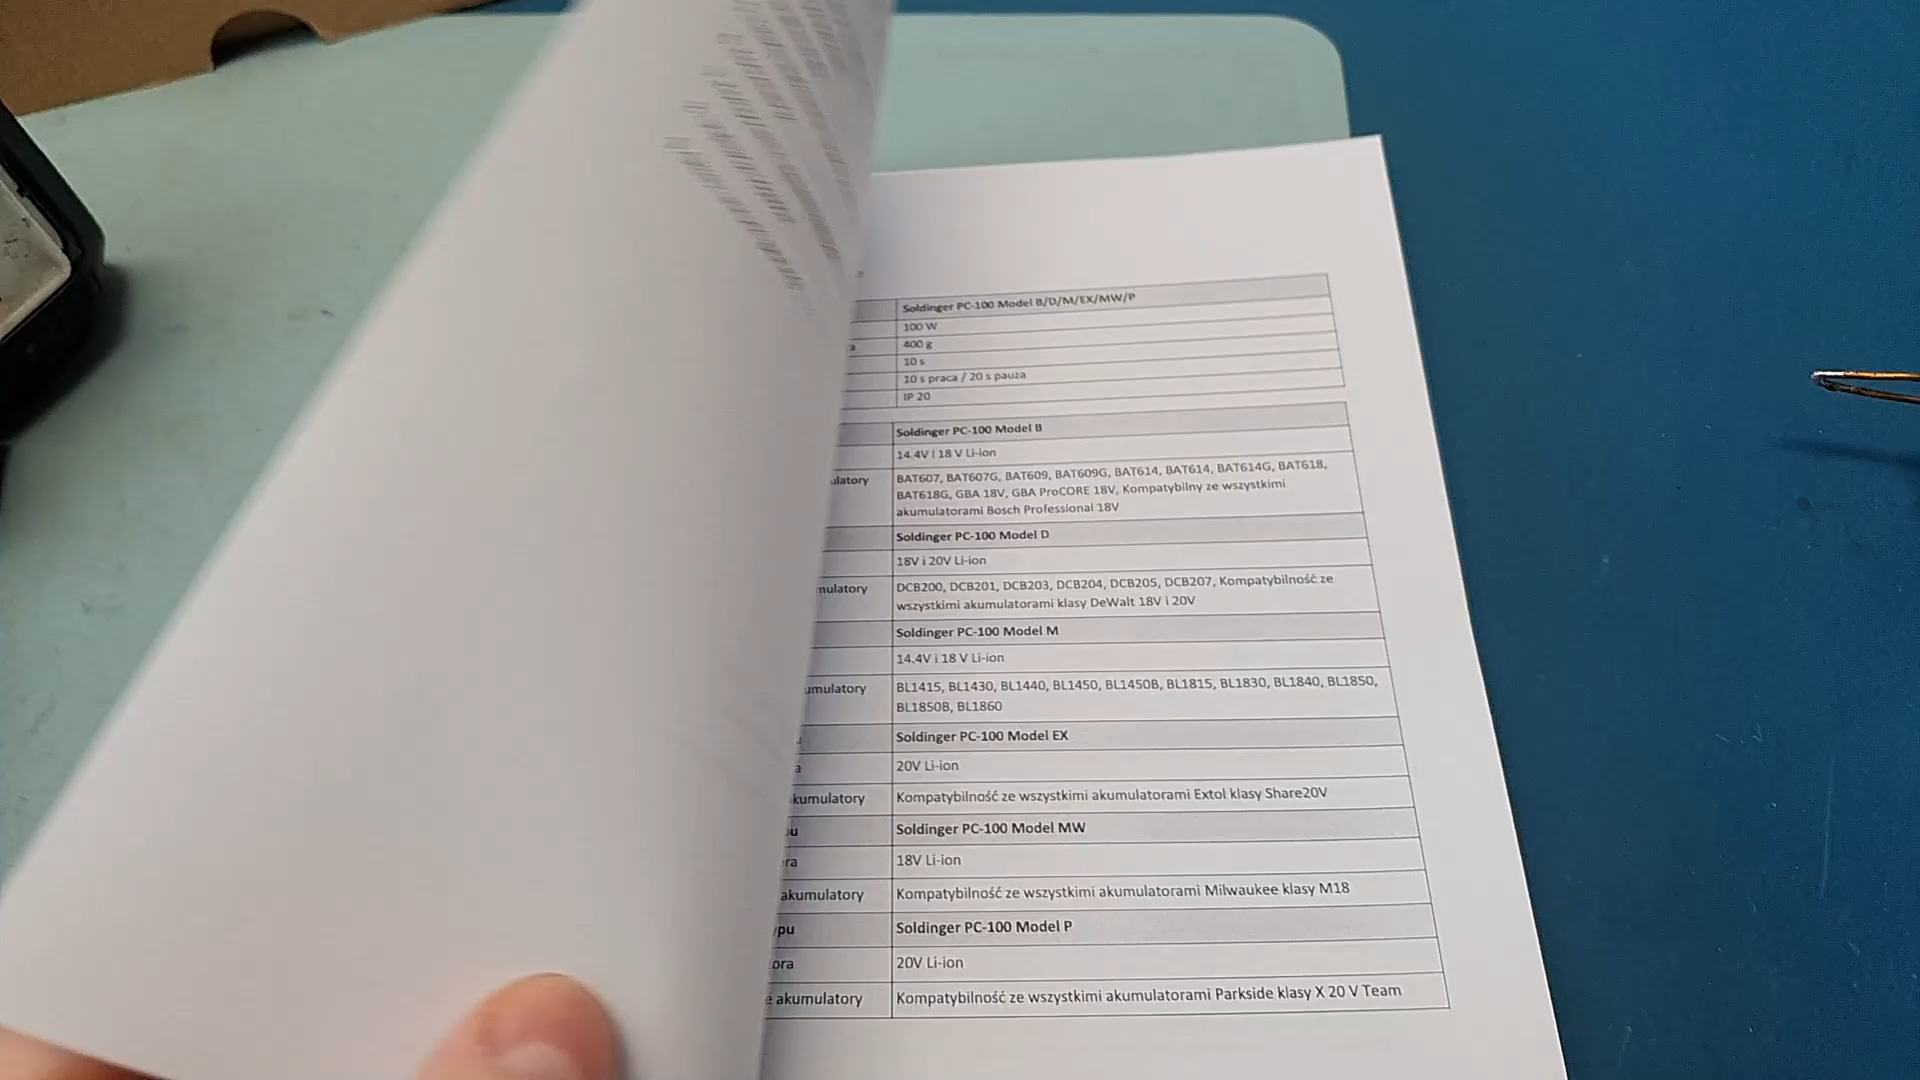 Soldinger PC-100 Model B/D/M/EX/MW/P
100 W
a 400 g
10 s
10 s praca / 20 s pauza
IP 20
Soldinger PC-100 Model B
14.4V i 18 V Li-ion
ulatory BAT607, BAT607G, BAT609, BAT609G, BAT614, BAT614, BAT614G, BAT618,
BAT618G, GBA 18V, GBA ProCORE 18V, Kompatybilny ze wszystkimi
akumulatorami Bosch Professional 18V
Soldinger PC-100 Model D
18V i 20V Li-ion
mulatory DCB200, DCB201, DCB203, DCB204, DCB205, DCB207, Kompatybilność ze
wszystkimi akumulatorami klasy DeWalt 18V i 20V
Soldinger PC-100 Model M
14.4V i 18 V Li-ion
umulatory BL1415, BL1430, BL1440, BL1450, BL1450B, BL1815, BL1830, BL1840, BL1850,
BL1850B, BL1860
Soldinger PC-100 Model EX
a 20V Li-ion
kumulatory Kompatybilność ze wszystkimi akumulatorami Extol klasy Share20V
pu Soldinger PC-100 Model MW
ra 18V Li-ion
akumulatory Kompatybilność ze wszystkimi akumulatorami Milwaukee klasy M18
ypu Soldinger PC-100 Model P
ora 20V Li-ion
e akumulatory Kompatybilność ze wszystkimi akumulatorami Parkside klasy X 20 V Team